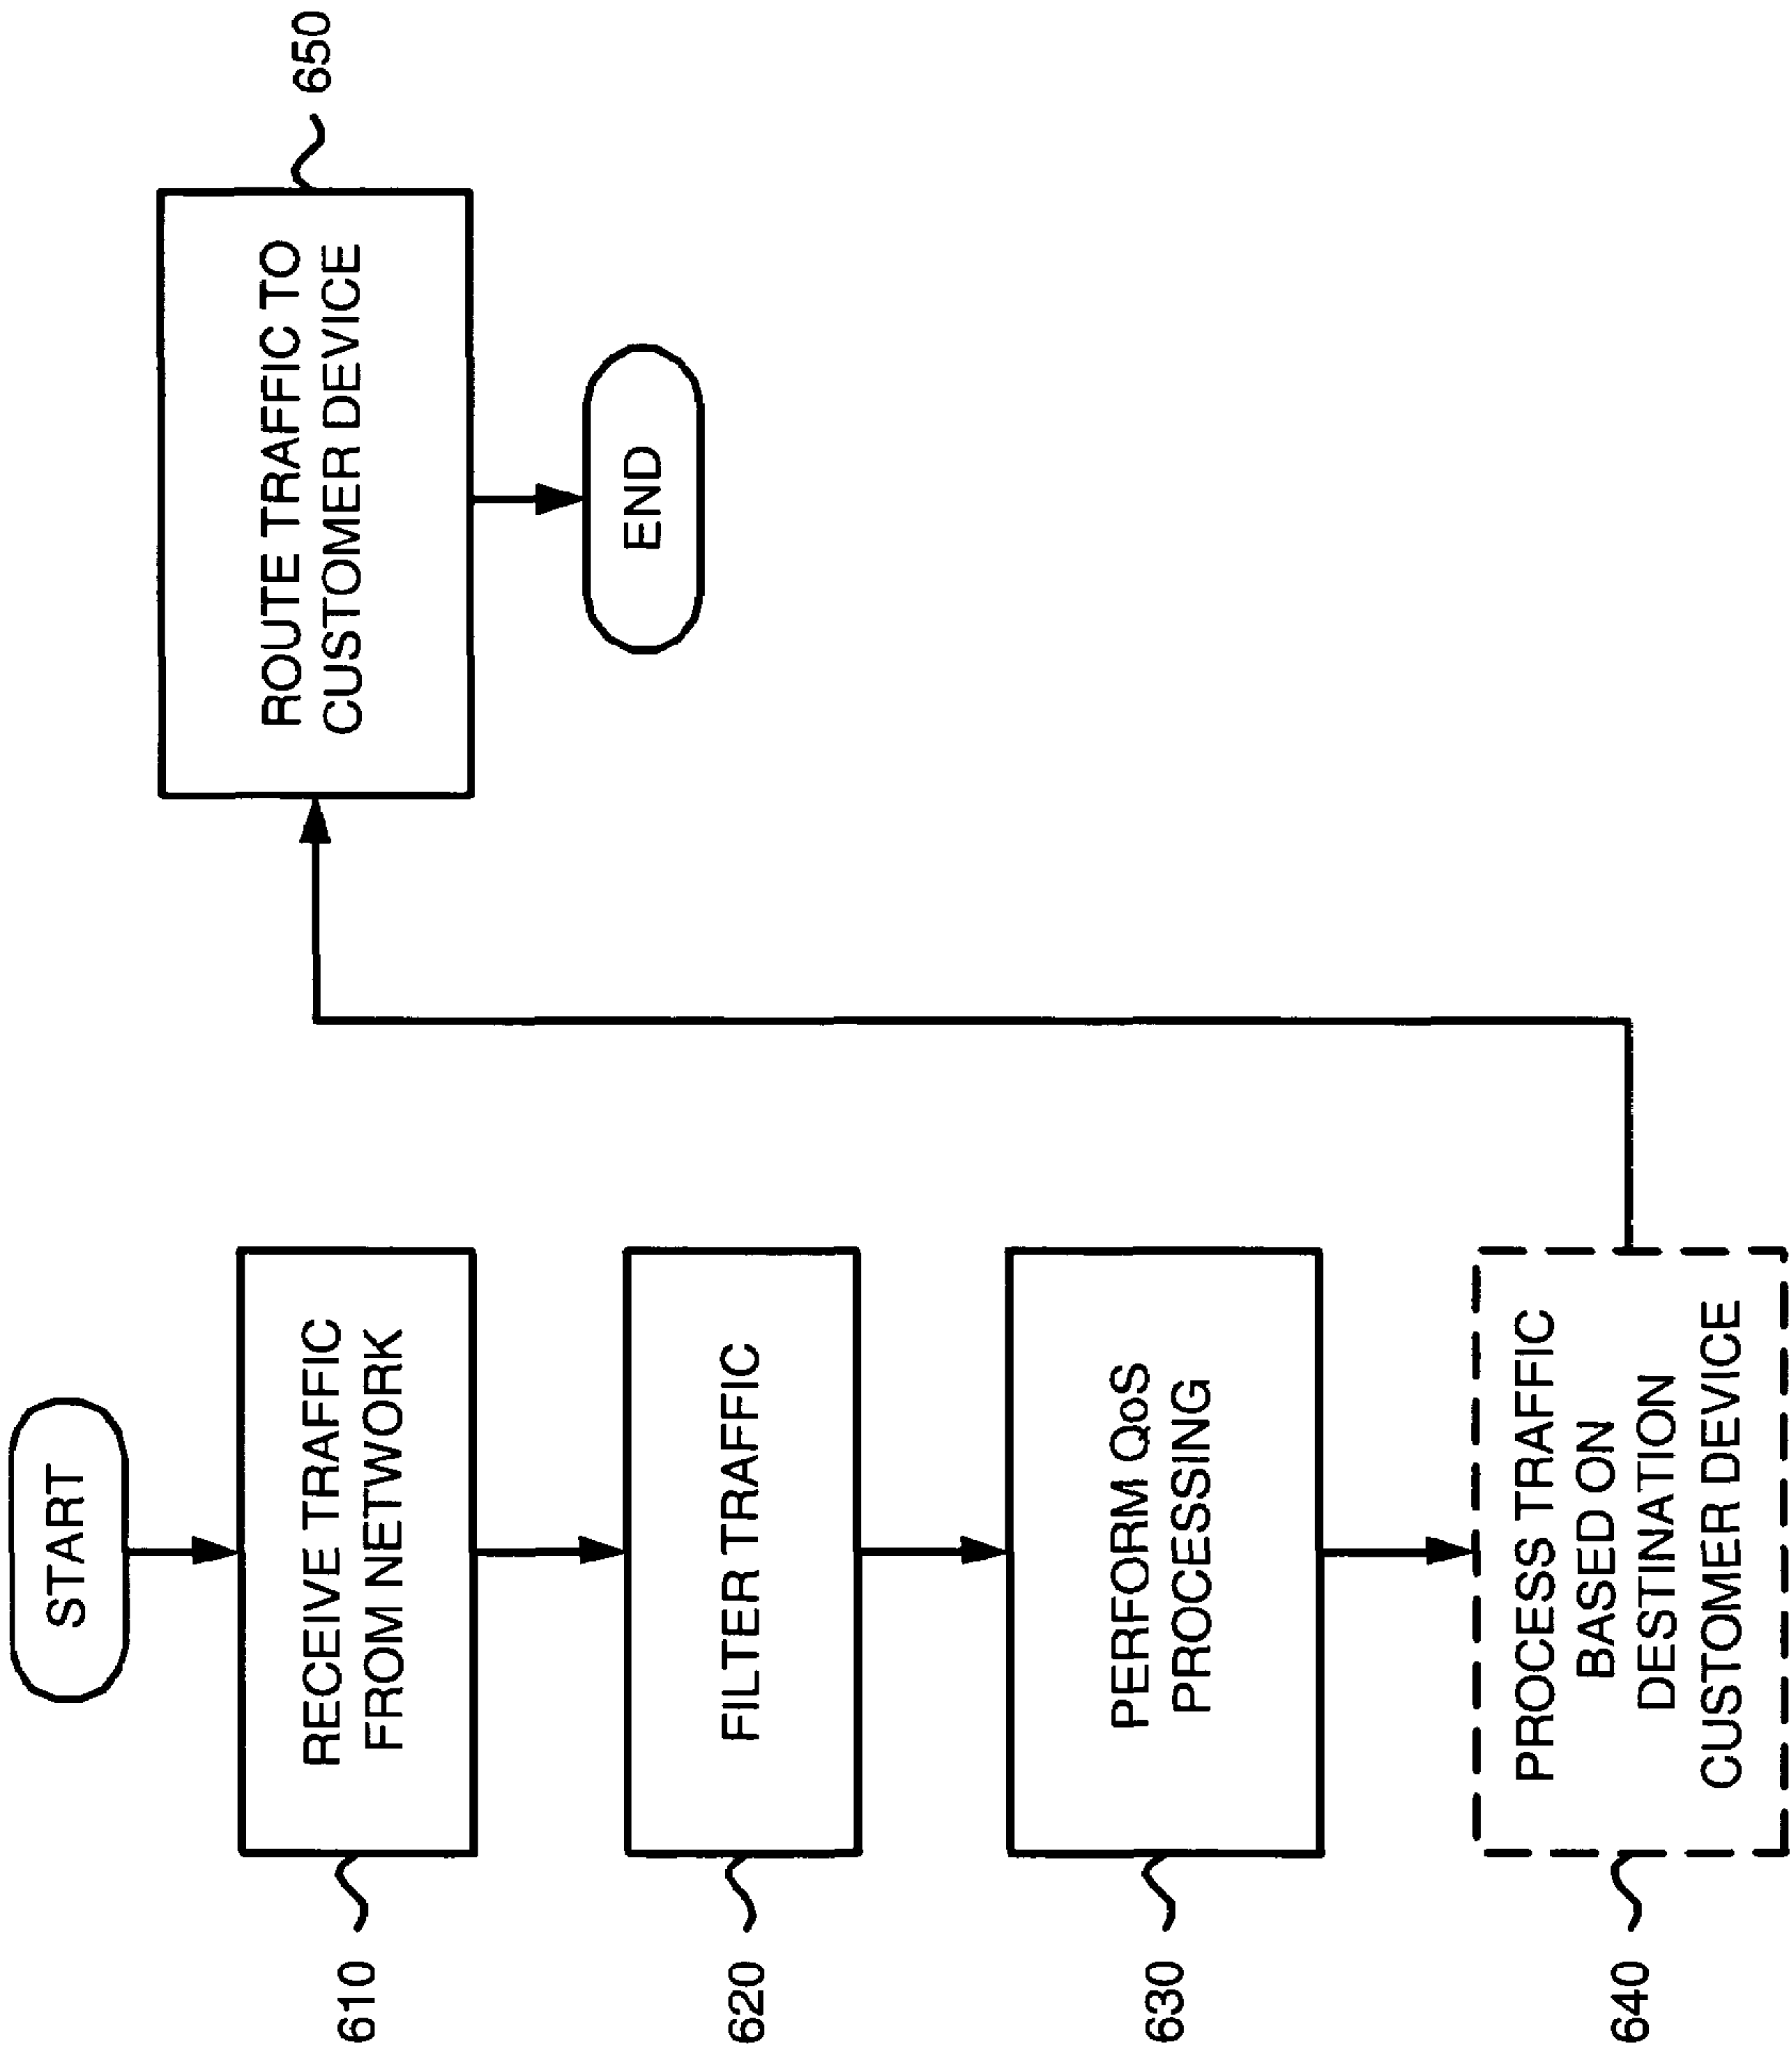 START
RECEIVE TRAFFIC
FROM NETWORK
610
FILTER TRAFFIC
620
PERFORM QoS
PROCESSING
630
PROCESS TRAFFIC
BASED ON
DESTINATION
CUSTOMER DEVICE
640
ROUTE TRAFFIC TO
CUSTOMER DEVICE
650
END